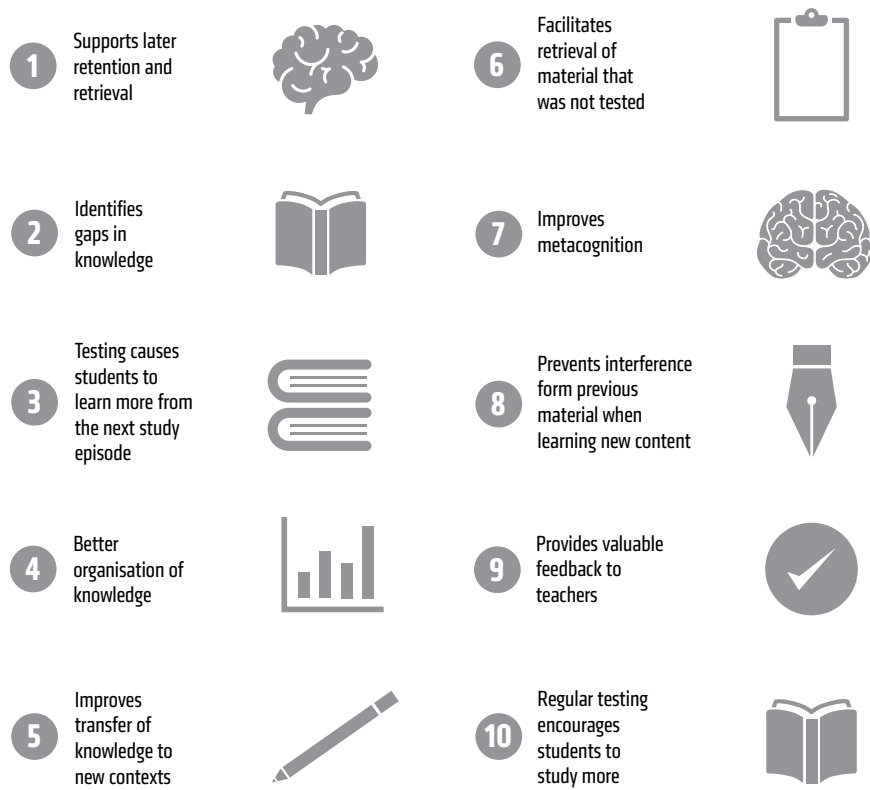 1
Supports later
retention and
retrieval
2
Identifies
gaps in
knowledge
3
Testing causes
students to
learn more from
the next study
episode
4
Better
organisation of
knowledge
5
Improves
transfer of
knowledge to
new contexts
6
Facilitates
retrieval of
material that
was not tested
7
Improves
metacognition
8
Prevents interference
form previous
material when
learning new content
9
Provides valuable
feedback to
teachers
10
Regular testing
encourages
students to
study more